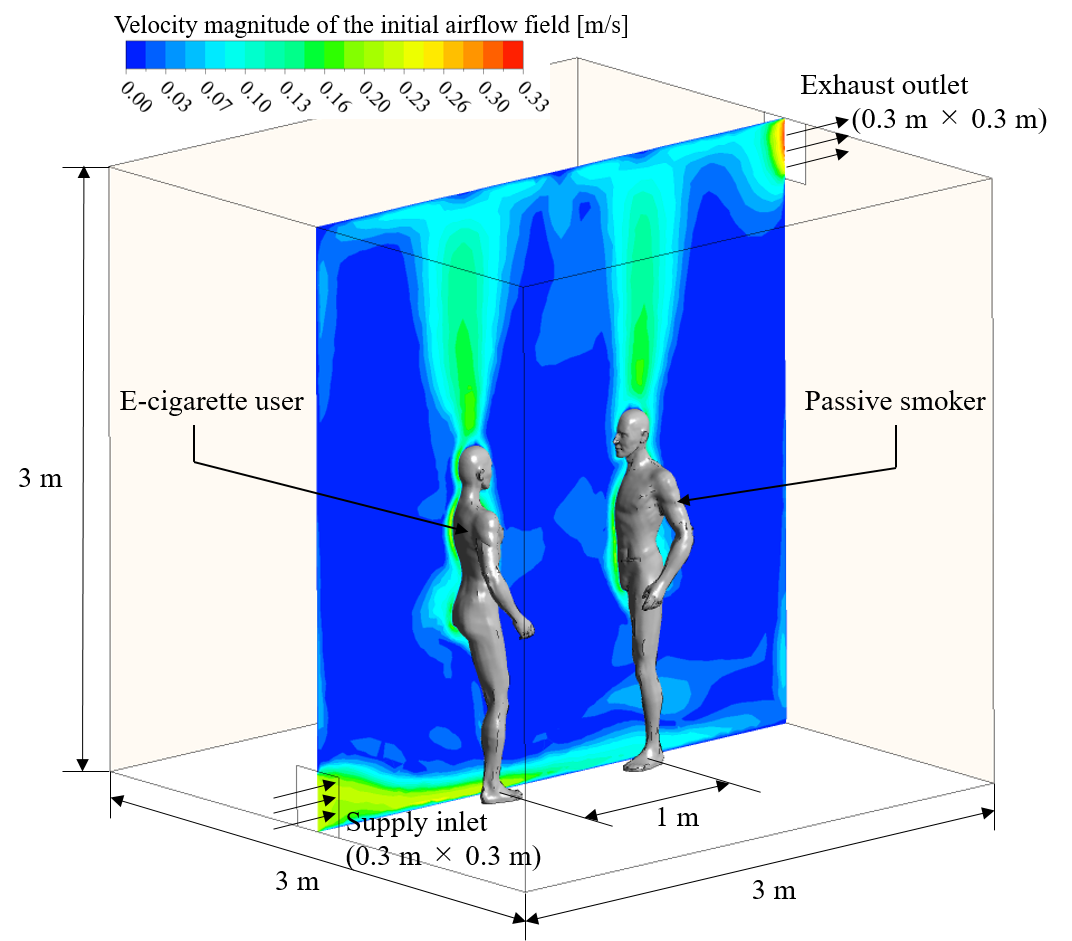 Velocity magnitude of the initial airflow field [m/s]
0.00 0.03 0.07 0.10 0.13 0.16 0.20 0.23 0.26 0.30 0.33
Exhaust outlet
(0.3 m × 0.3 m)
E-cigarette user
Passive smoker
3 m
Supply inlet
(0.3 m × 0.3 m)
1 m
3 m
3 m